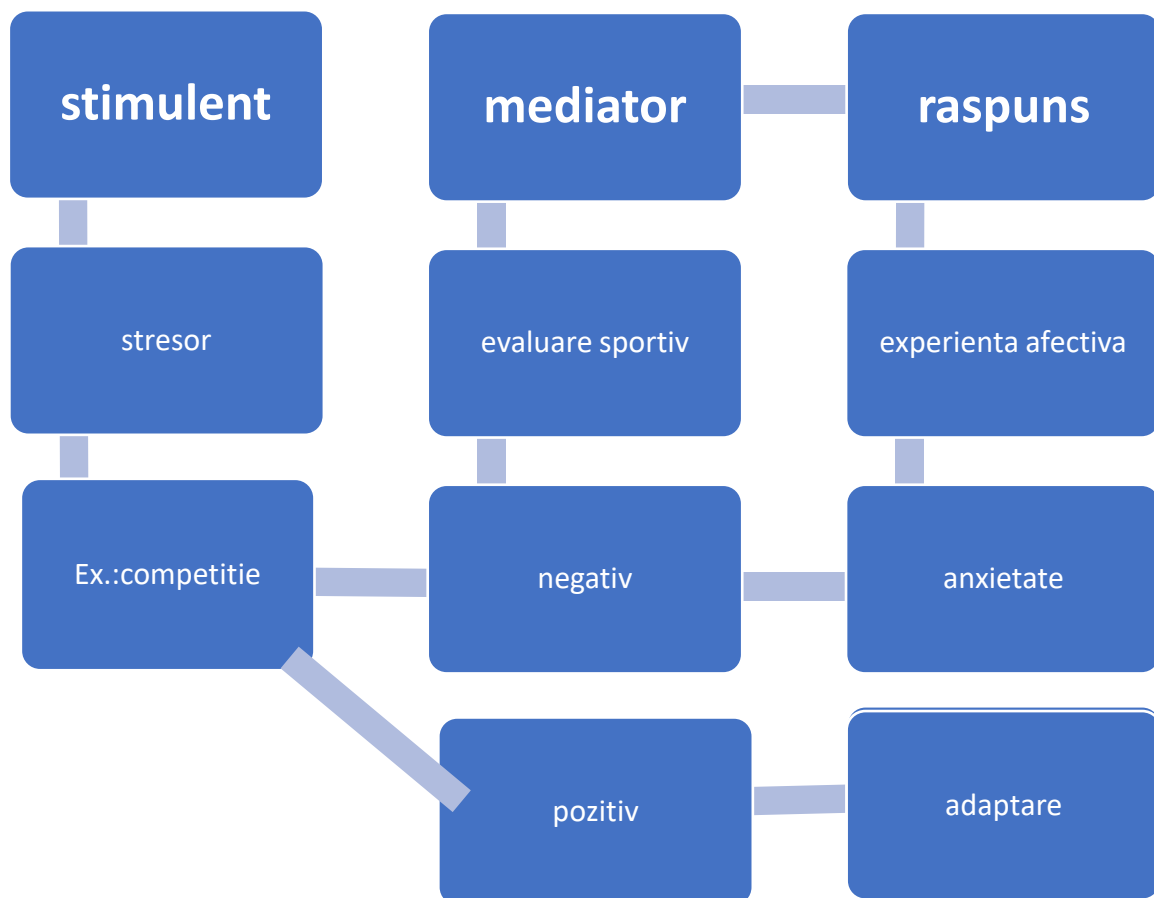 stimulent
mediator
raspuns
stresor
evaluare sportiv
experienta afectiva
Ex.:competitie
negativ
anxietate
pozitiv
adaptare